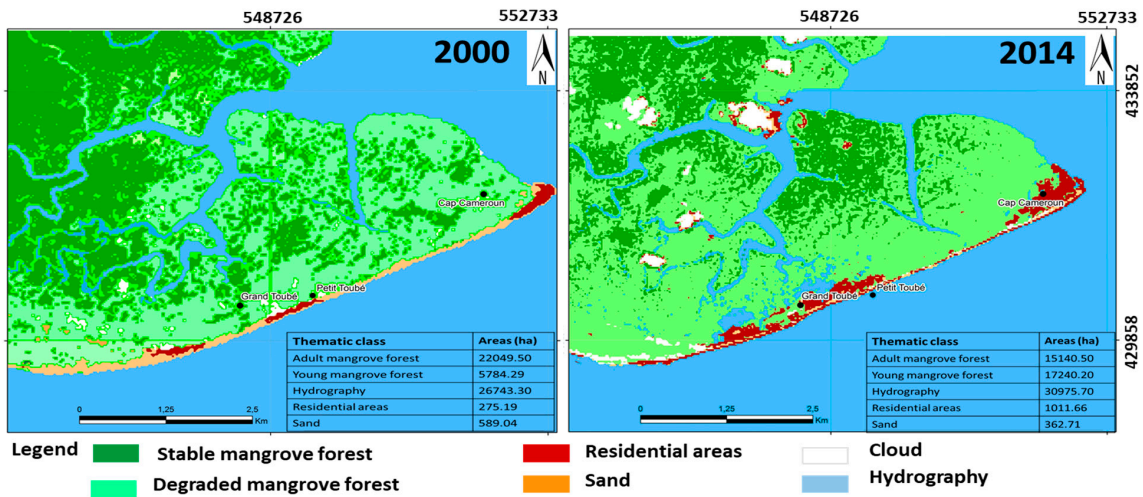 548726 552733 548726 552733
2000 N
2014 N
433852
429858
Cap Cameroun
Grand Toubé
Petit Toubé
Thematic class Areas (ha)
Adult mangrove forest 22049.50
Young mangrove forest 5784.29
Hydrography 26743.30
Residential areas 275.19
Sand 589.04
0 1,25 2,5
Km
Cap Cameroun
Grand Toubé
Petit Toubé
Thematic class Areas (ha)
Adult mangrove forest 15140.50
Young mangrove forest 17240.20
Hydrography 30975.70
Residential areas 1011.66
Sand 362.71
0 1,25 2,5
Km
Legend
Stable mangrove forest
Residential areas
Cloud
Degraded mangrove forest
Sand
Hydrography